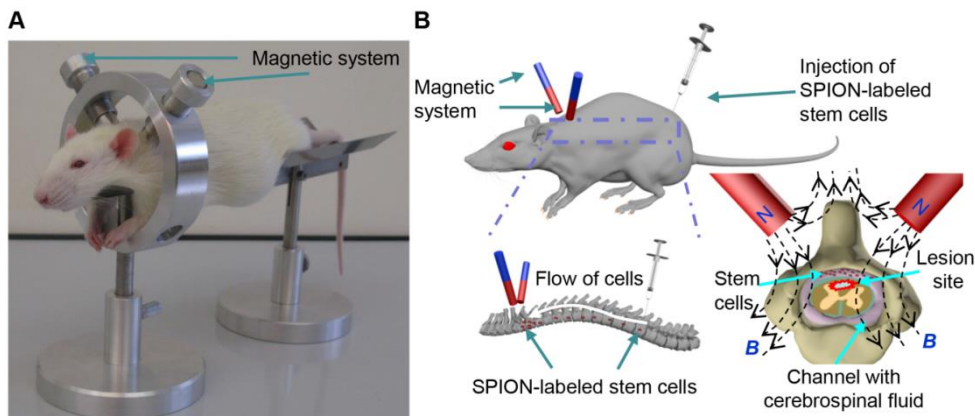 A
Magnetic system
B
Magnetic
system
Injection of
SPION-labeled
stem cells
N
N
Flow of cells
Stem
cells
Lesion
site
B
B
SPION-labeled stem cells
Channel with
cerebrospinal fluid